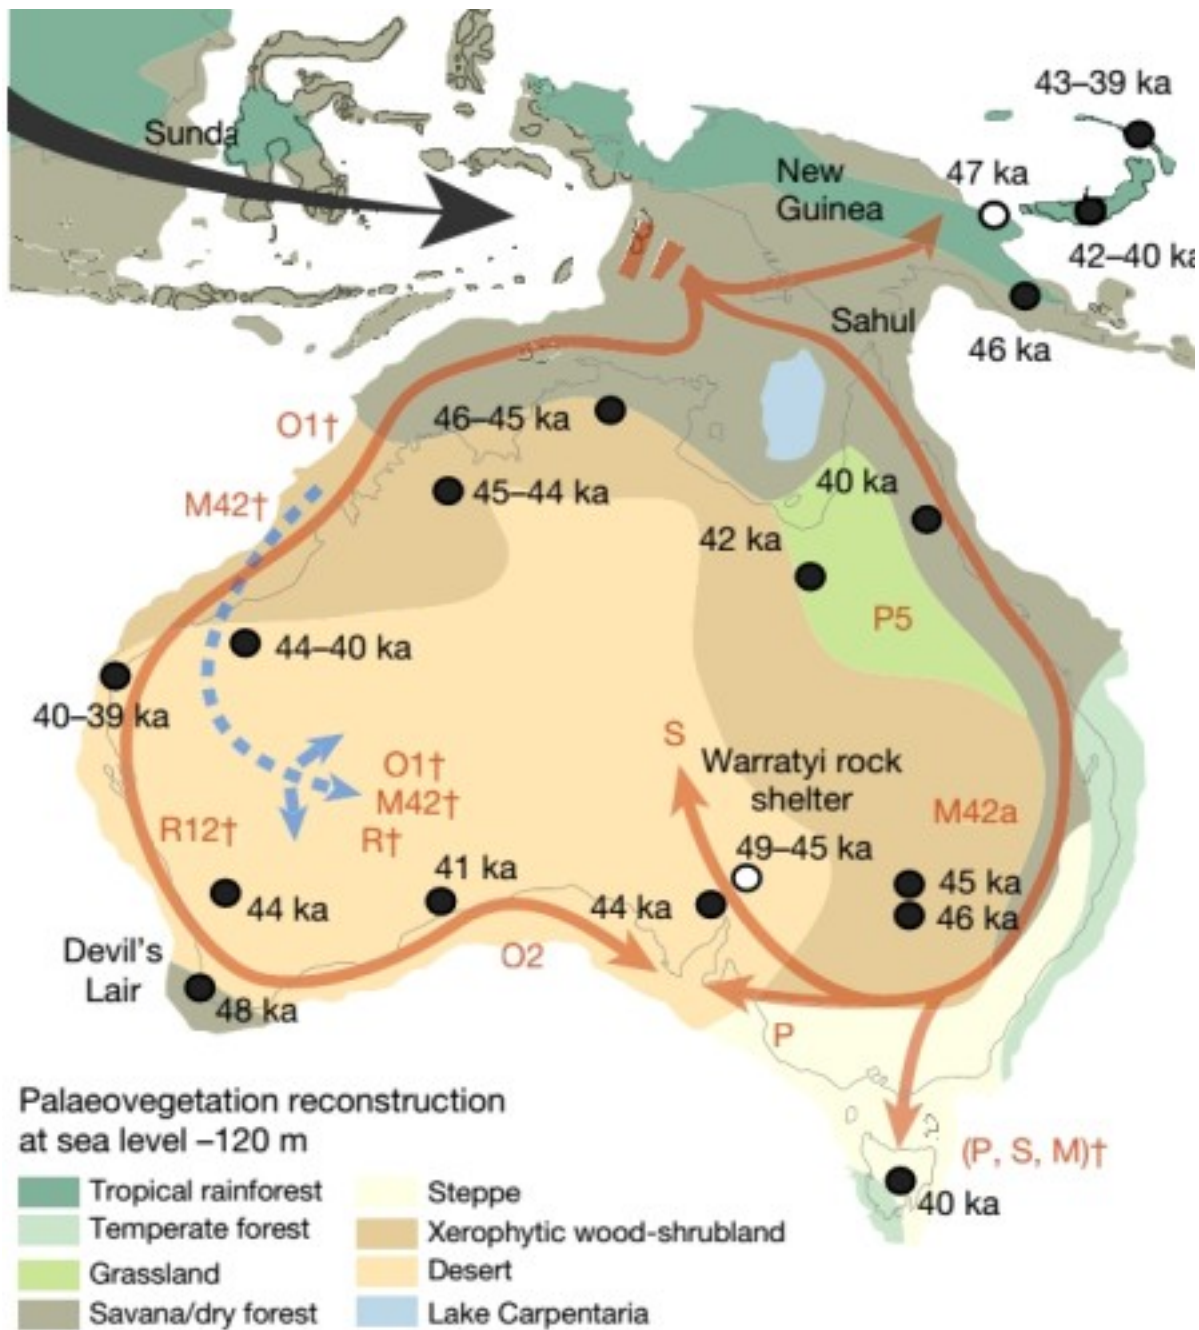 43–39 ka
Sunda
New
Guinea
47 ka
42–40 ka
Sahul
46 ka
O1†
46–45 ka
M42†
45–44 ka
40 ka
42 ka
P5
44–40 ka
40–39 ka
S
Warratyi rock
shelter
O1†
M42†
R†
R12†
M42a
49–45 ka
41 ka
45 ka
44 ka
44 ka
46 ka
Devil's
Lair
O2
48 ka
P
(P, S, M)†
40 ka
Palaeovegetation reconstruction
at sea level –120 m
Tropical rainforest
Temperate forest
Grassland
Savana/dry forest
Steppe
Xerophytic wood-shrubland
Desert
Lake Carpentaria